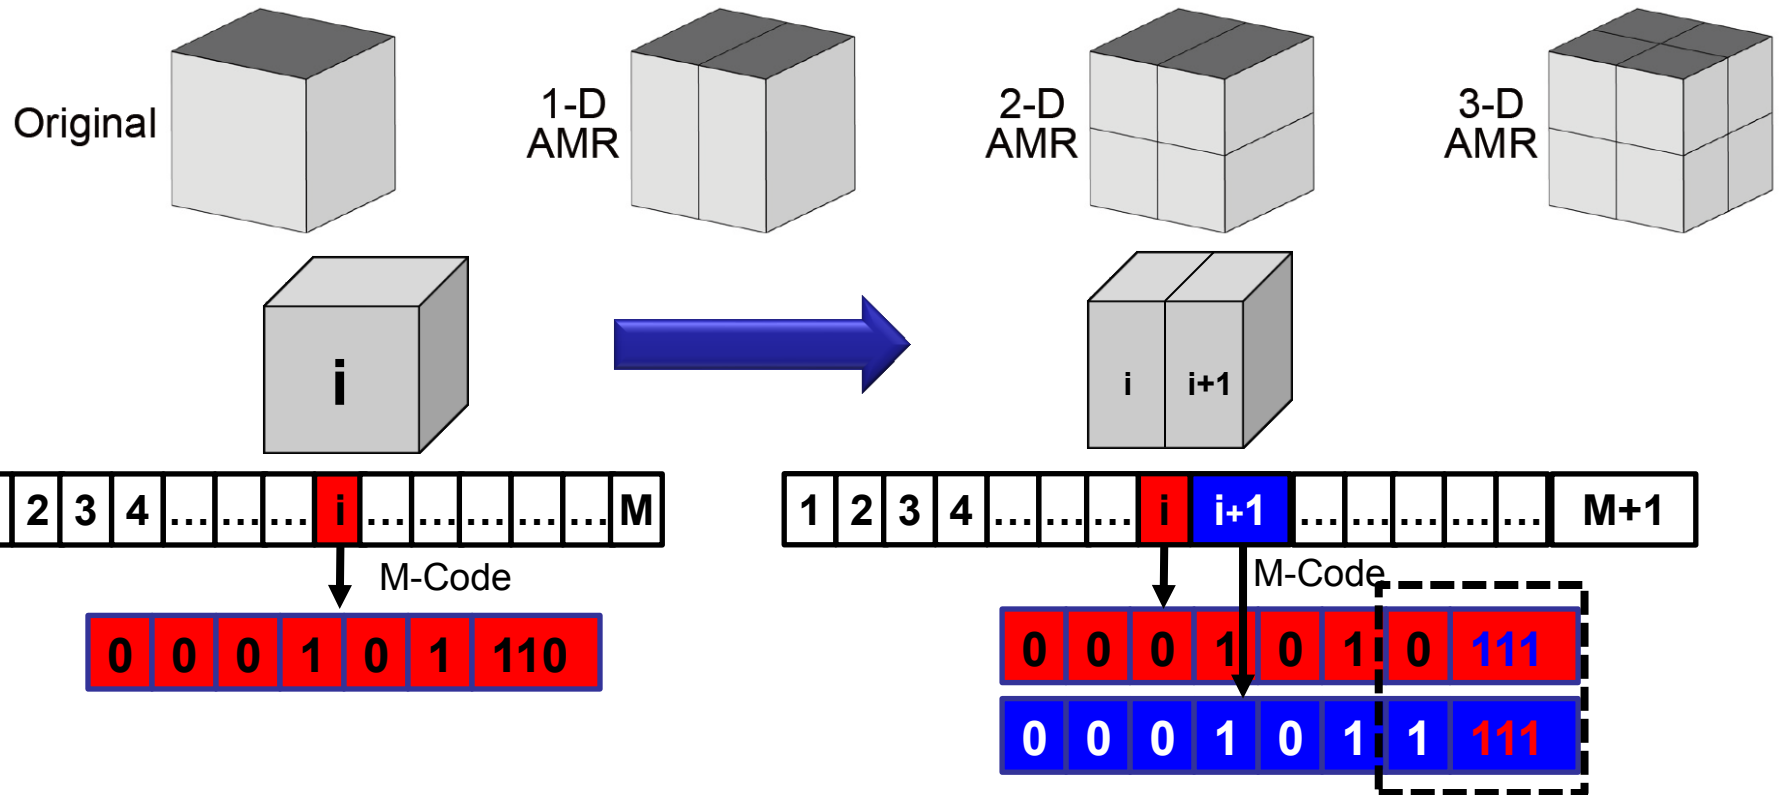 Original
1-D
AMR
2-D
AMR
3-D
AMR
i
i i+1
2 3 4 ... ... ... i ... ... ... ... ... M
1 2 3 4 ... ... ... i i+1 ... ... ... ... ... M+1
M-Code
M-Code
0 0 0 1 0 1 110
0 0 0 1 0 1 0 111
0 0 0 1 0 1 1 111